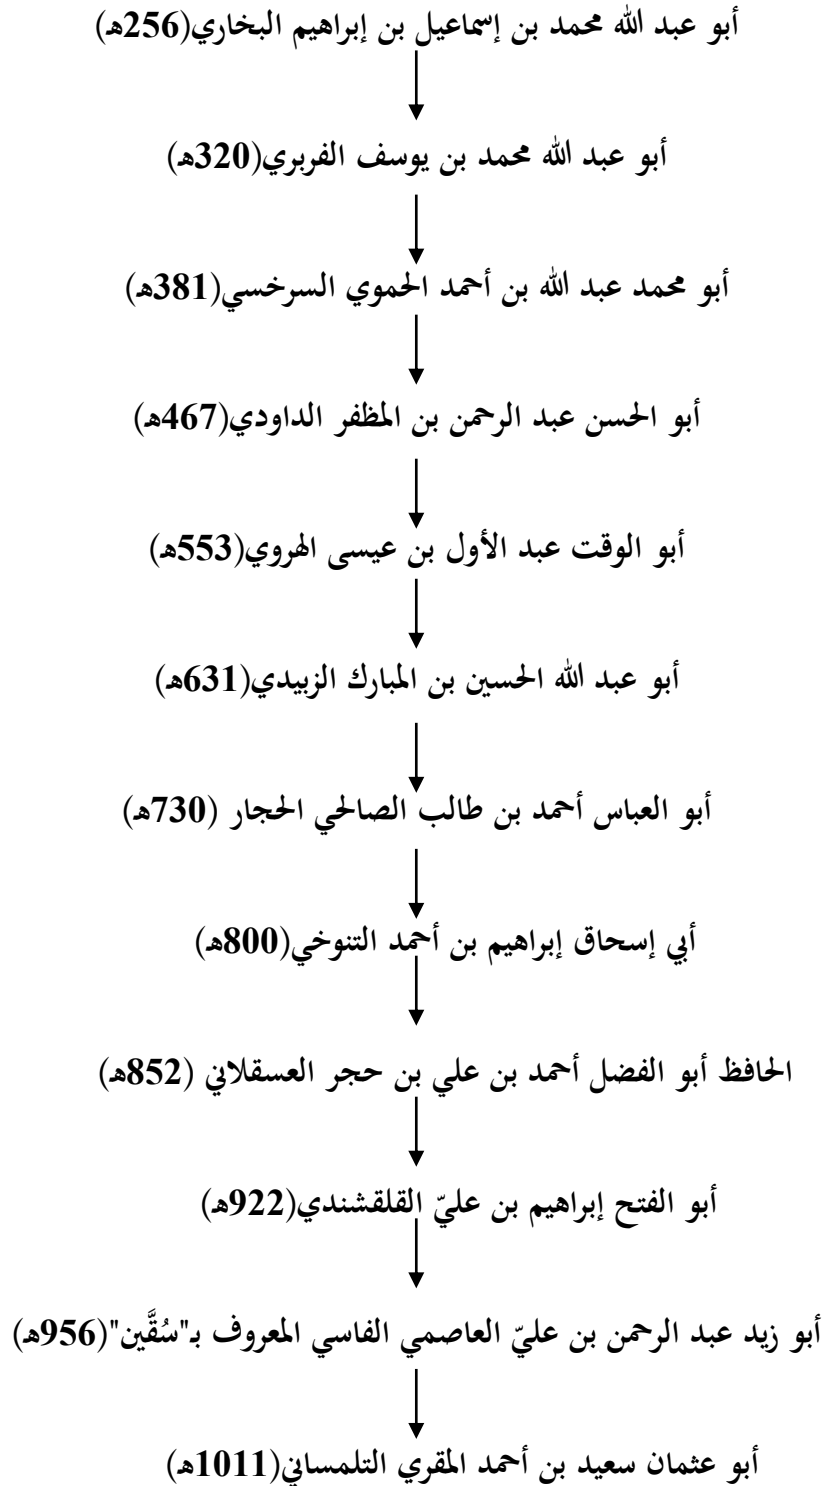 أبو عبد الله محمد بن إسماعيل بن إبراهيم البخاري(256هـ)
أبو عبد الله محمد بن يوسف الفربري(320هـ)
أبو محمد عبد الله بن أحمد الحموي السرخسي(381هـ)
أبو الحسن عبد الرحمن بن المظفر الداودي(467هـ)
أبو الوقت عبد الأول بن عيسى الهروي(553هـ)
أبو عبد الله الحسين بن المبارك الزبيدي(631هـ)
أبو العباس أحمد بن طالب الصالحي الحجار (730هـ)
أبي إسحاق إبراهيم بن أحمد التنوخي(800هـ)
الحافظ أبو الفضل أحمد بن علي بن حجر العسقلاني (852هـ)
أبو الفتح إبراهيم بن عليّ القلقشندي(922هـ)
أبو زيد عبد الرحمن بن عليّ العاصمي الفاسي المعروف بـ"سُقَّين"(956هـ)
أبو عثمان سعيد بن أحمد المقري التلمساني(1011هـ)